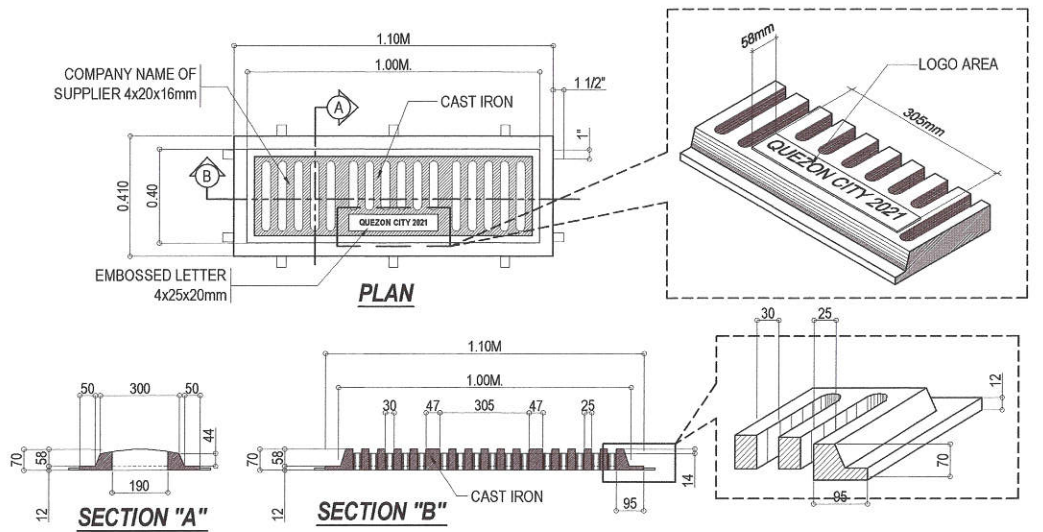 1.10M
1.00M.
COMPANY NAME OF
SUPPLIER 4x20x16mm
A
CAST IRON
1 1/2"
1"
B
0.410
0.40
QUEZON CITY 2021
EMBOSSED LETTER
4x25x20mm
PLAN
58mm
LOGO AREA
305mm
QUEZON CITY 2021
50
300
50
70
58
44
12
190
SECTION "A"
1.10M
1.00M.
30
47
305
47
25
70
58
14
12
95
CAST IRON
SECTION "B"
30
25
12
70
95